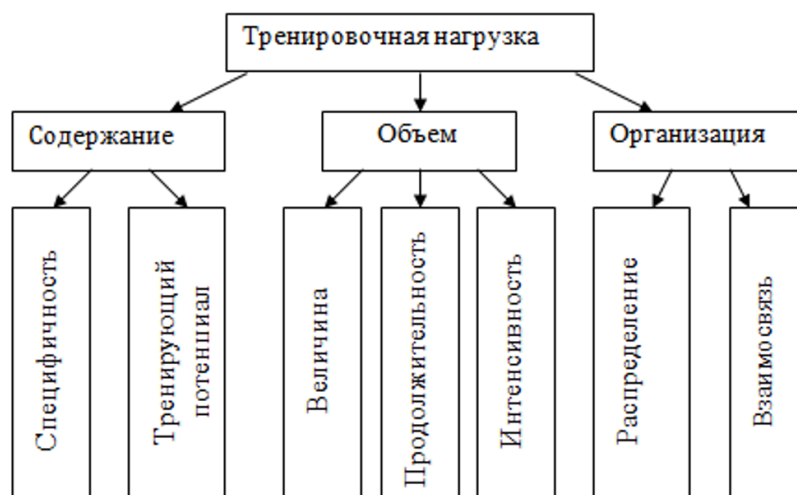 Тренировочная нагрузка
Содержание
Объем
Организация
Специфичность
Тренирующий
потенциал
Величина
Продолжительность
Интенсивность
Распределение
Взаимосвязь